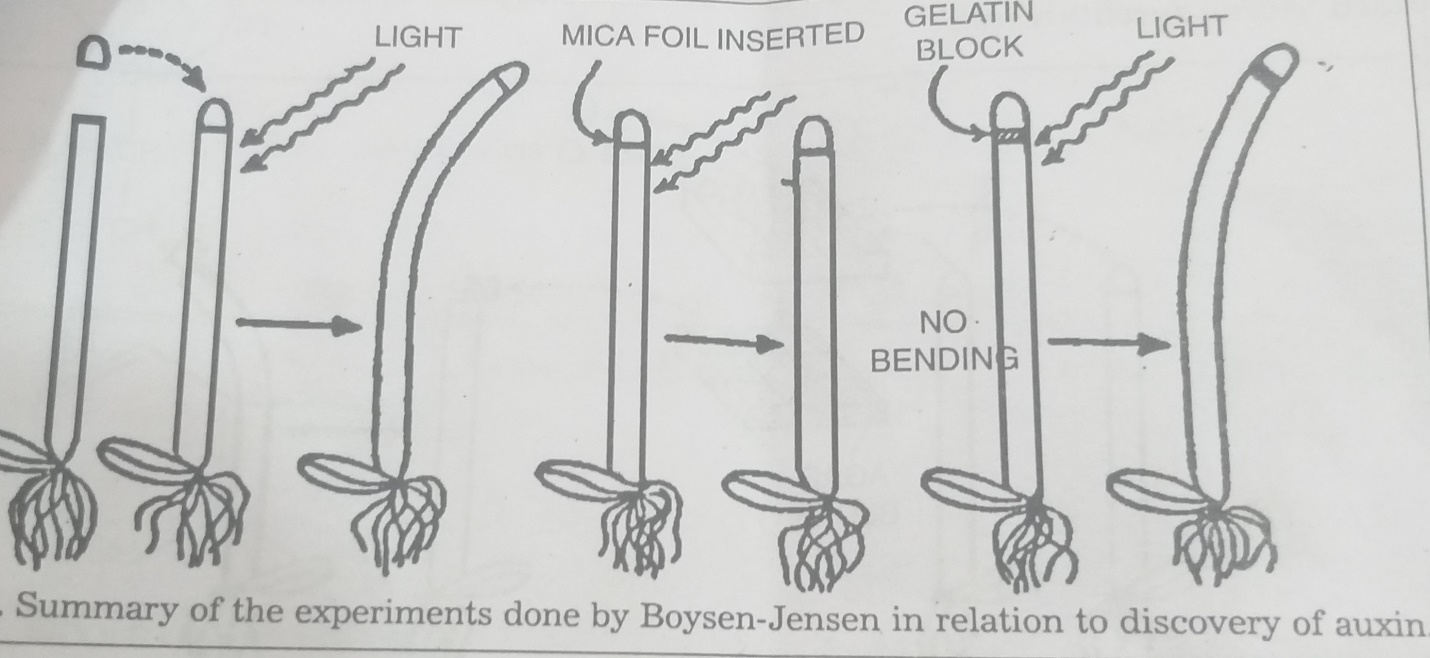 LIGHT
MICA FOIL INSERTED
GELATIN
BLOCK
LIGHT
NO
BENDING
. Summary of the experiments done by Boysen-Jensen in relation to discovery of auxin.